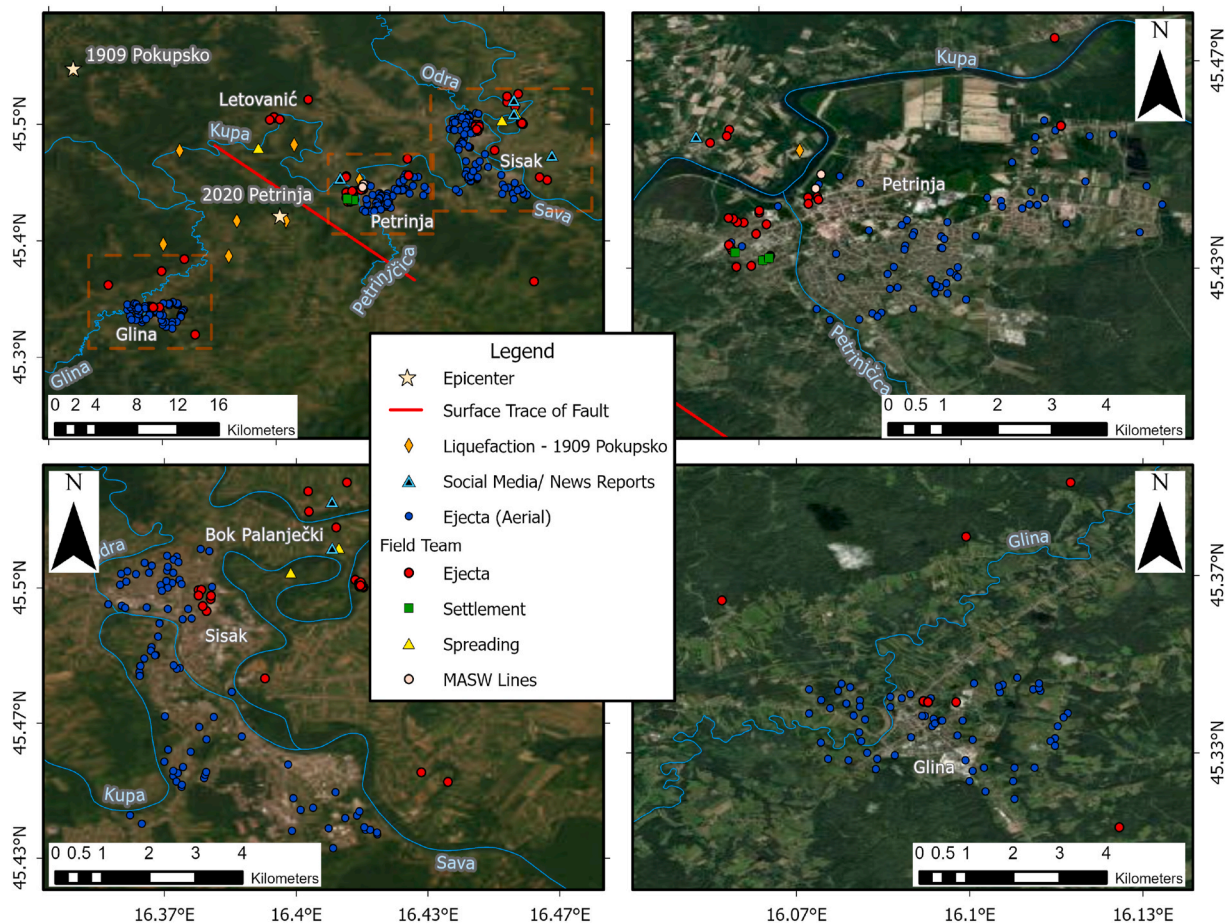 1909 Pokupsko
Odra
Letovanić
Kupa
Sisak
2020 Petrinja
Sava
Petrinja
Petrinjčica
Glina
Glina
45.5°N
45.4°N
45.3°N
0 2 4 8 12 16
Kilometers
N
Kupa
Petrinja
Petrinjčica
45.47°N
45.43°N
0 0.5 1 2 3 4
Kilometers
Legend
Epicenter
Surface Trace of Fault
Liquefaction - 1909 Pokupsko
Social Media/ News Reports
Ejecta (Aerial)
Field Team
Ejecta
Settlement
Spreading
MASW Lines
N
dra
Bok Palanječki
Sisak
Kupa
Sava
45.5°N
45.47°N
45.43°N
0 0.5 1 2 3 4
Kilometers
16.37°E 16.4°E 16.43°E 16.47°E
N
Glina
Glina
45.37°N
45.33°N
0 0.5 1 2 3 4
Kilometers
16.07°E 16.1°E 16.13°E